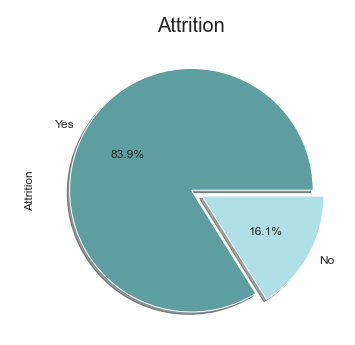 Attrition
Yes
83.9%
Attrition
16.1%
No